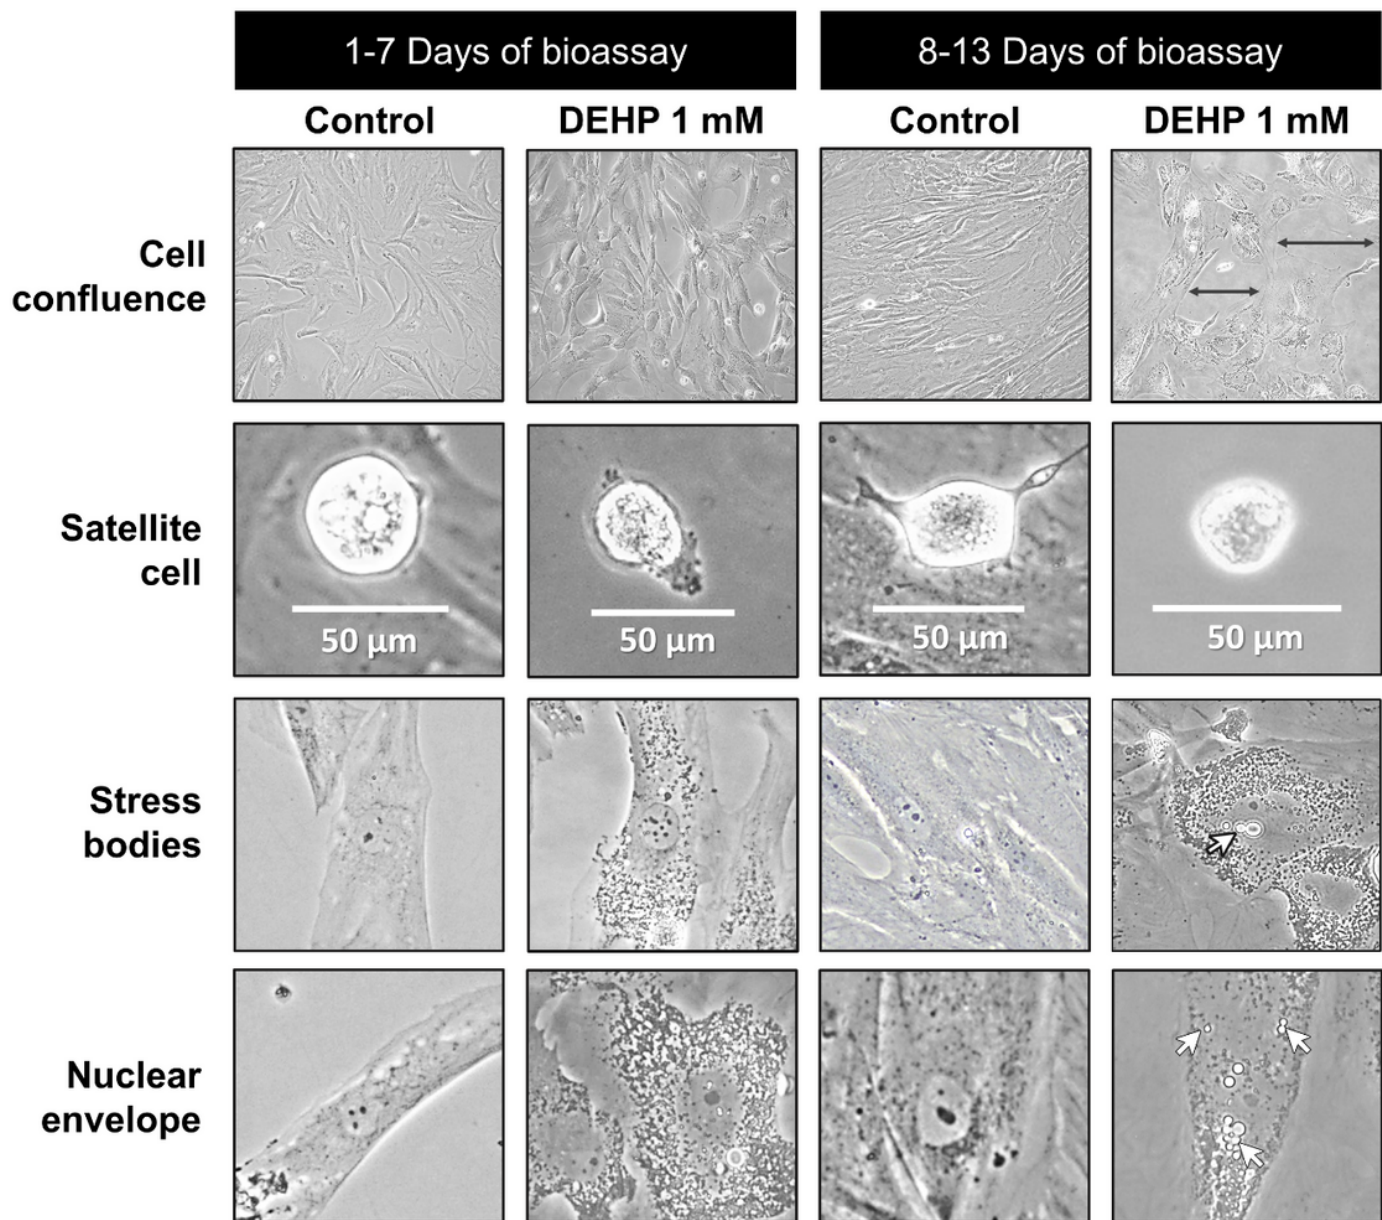 1-7 Days of bioassay
8-13 Days of bioassay
Control
DEHP 1 mM
Control
DEHP 1 mM
Cell
confluence
Satellite
cell
50 µm
50 µm
50 µm
50 µm
Stress
bodies
Nuclear
envelope